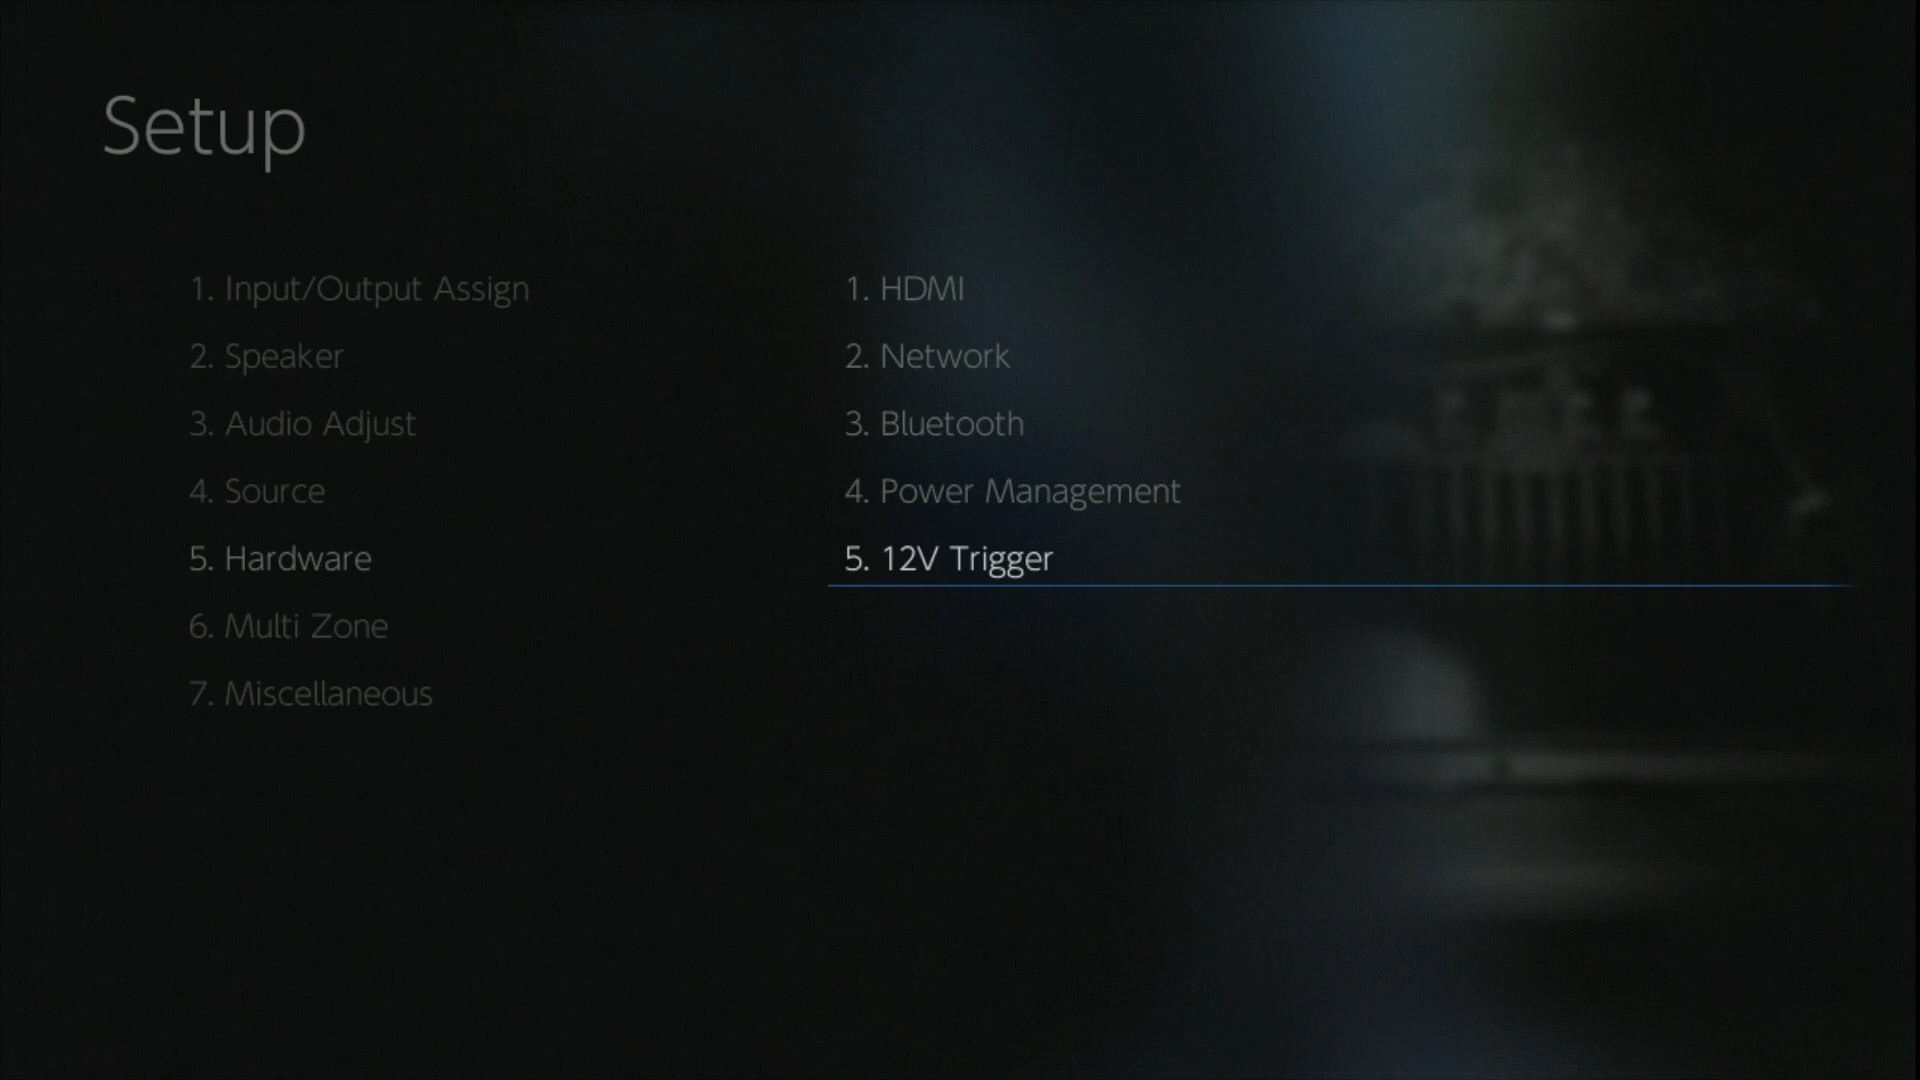 Setup
1. Input/Output Assign
2. Speaker
3. Audio Adjust
4. Source
5. Hardware
6. Multi Zone
7. Miscellaneous
1. HDMI
2. Network
3. Bluetooth
4. Power Management
5. 12V Trigger